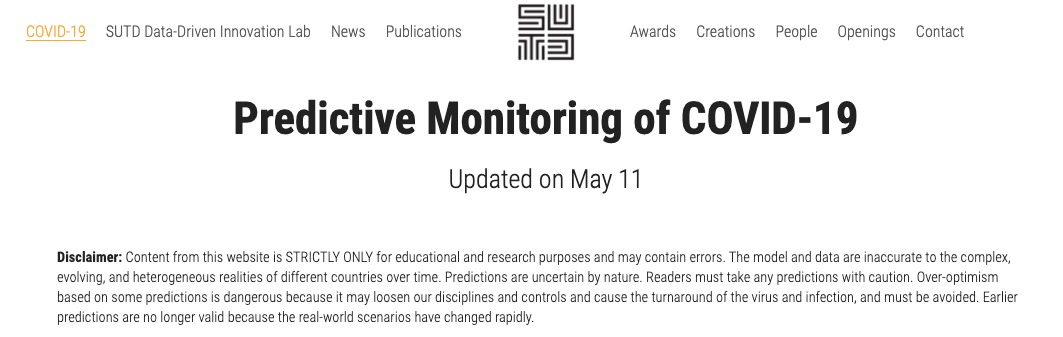 COVID-19 SUTD Data-Driven Innovation Lab News Publications SUTD Awards Creations People Openings Contact
Predictive Monitoring of COVID-19
Updated on May 11
Disclaimer: Content from this website is STRICTLY ONLY for educational and research purposes and may contain errors. The model and data are inaccurate to the complex,
evolving, and heterogeneous realities of different countries over time. Predictions are uncertain by nature. Readers must take any predictions with caution. Over-optimism
based on some predictions is dangerous because it may loosen our disciplines and controls and cause the turnaround of the virus and infection, and must be avoided. Earlier
predictions are no longer valid because the real-world scenarios have changed rapidly.